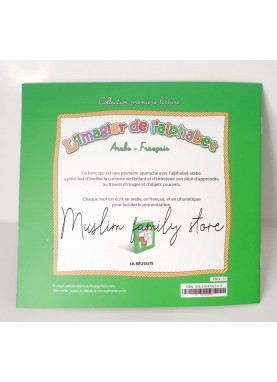 Collection première lecture
L'imagier de l'alphabet
Arabe - Français
Ce livre, qui est une première approche avec l'alphabet arabe,
a pour but d'éveiller la curiosité de l'enfant et d'entretenir son désir d'apprendre,
au travers d'images et d'objets courants.
Chaque mot est écrit en arabe, en français, et en phonétique
pour faciliter la prononciation.
Muslim family store
LA RÉUSSITE